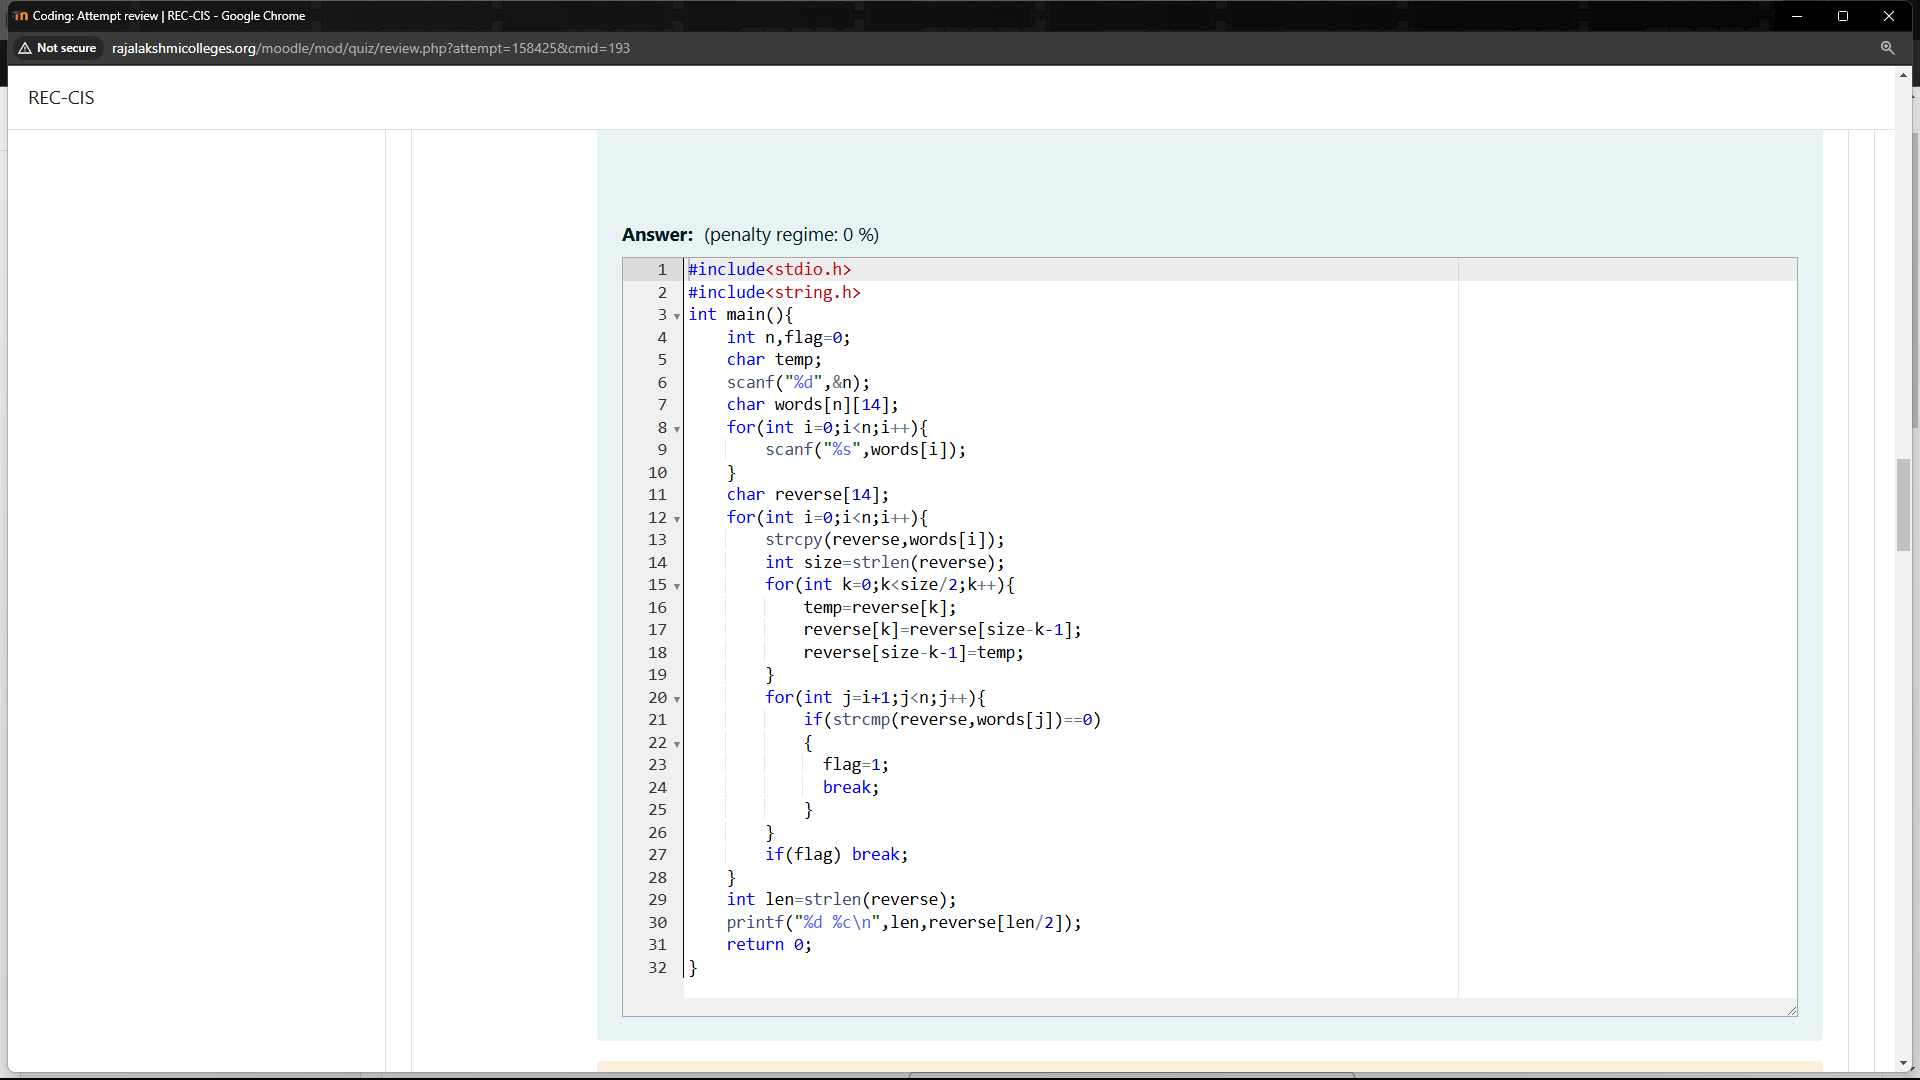 Coding: Attempt review | REC-CIS - Google Chrome
Not secure rajalakshmicolleges.org/moodle/mod/quiz/review.php?attempt=158425&cmid=193
REC-CIS
Answer: (penalty regime: 0 %)
1 #include<stdio.h>
2 #include<string.h>
3 int main(){
4     int n,flag=0;
5     char temp;
6     scanf("%d",&n);
7     char words[n][14];
8     for(int i=0;i<n;i++){
9         scanf("%s",words[i]);
10     }
11     char reverse[14];
12     for(int i=0;i<n;i++){
13         strcpy(reverse,words[i]);
14         int size=strlen(reverse);
15         for(int k=0;k<size/2;k++){
16             temp=reverse[k];
17             reverse[k]=reverse[size-k-1];
18             reverse[size-k-1]=temp;
19         }
20         for(int j=i+1;j<n;j++){
21             if(strcmp(reverse,words[j])==0)
22             {
23               flag=1;
24               break;
25             }
26         }
27         if(flag) break;
28     }
29     int len=strlen(reverse);
30     printf("%d %c\n",len,reverse[len/2]);
31     return 0;
32 }